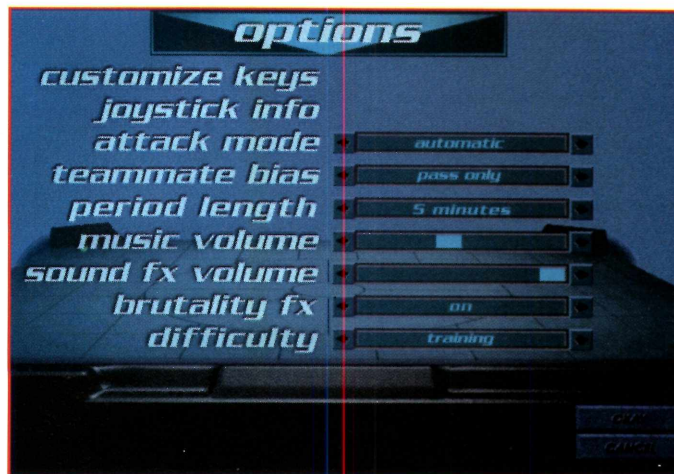 options
customize keys
joystick info
attack mode automatic
teammate bias pass only
period length 5 minutes
music volume
sound fx volume
brutality fx on
difficulty training
CANCEL